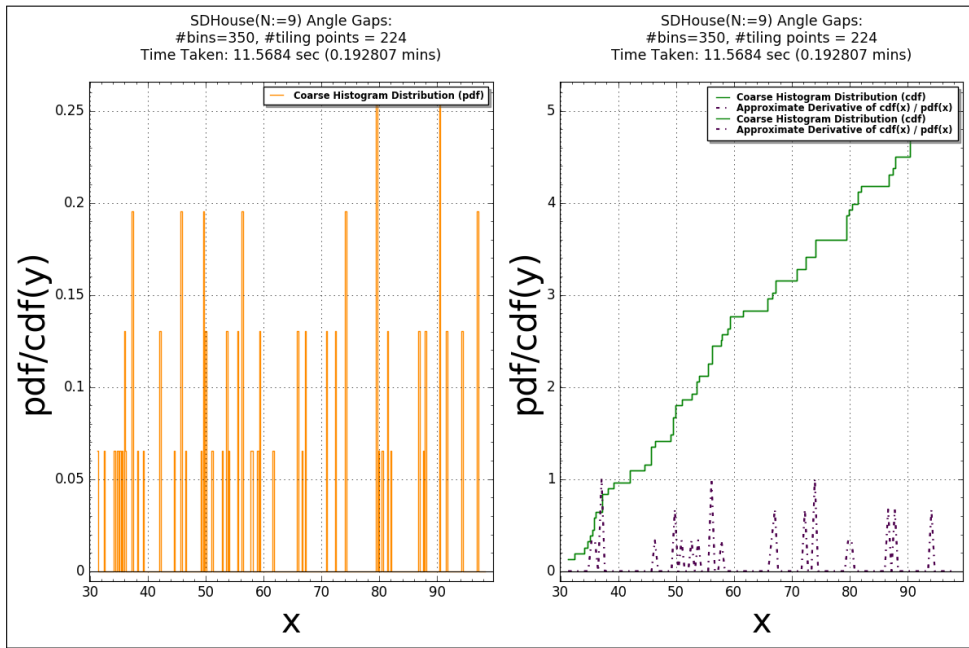 SDHouse(N:=9) Angle Gaps:
#bins=350, #tiling points = 224
Time Taken: 11.5684 sec (0.192807 mins)
Coarse Histogram Distribution (pdf)
pdf/cdf(y)
0.25
0.2
0.15
0.1
0.05
0
30 40 50 60 70 80 90
x
SDHouse(N:=9) Angle Gaps:
#bins=350, #tiling points = 224
Time Taken: 11.5684 sec (0.192807 mins)
Coarse Histogram Distribution (cdf)
Approximate Derivative of cdf(x) / pdf(x)
Coarse Histogram Distribution (cdf)
Approximate Derivative of cdf(x) / pdf(x)
pdf/cdf(y)
5
4
3
2
1
0
30 40 50 60 70 80 90
x